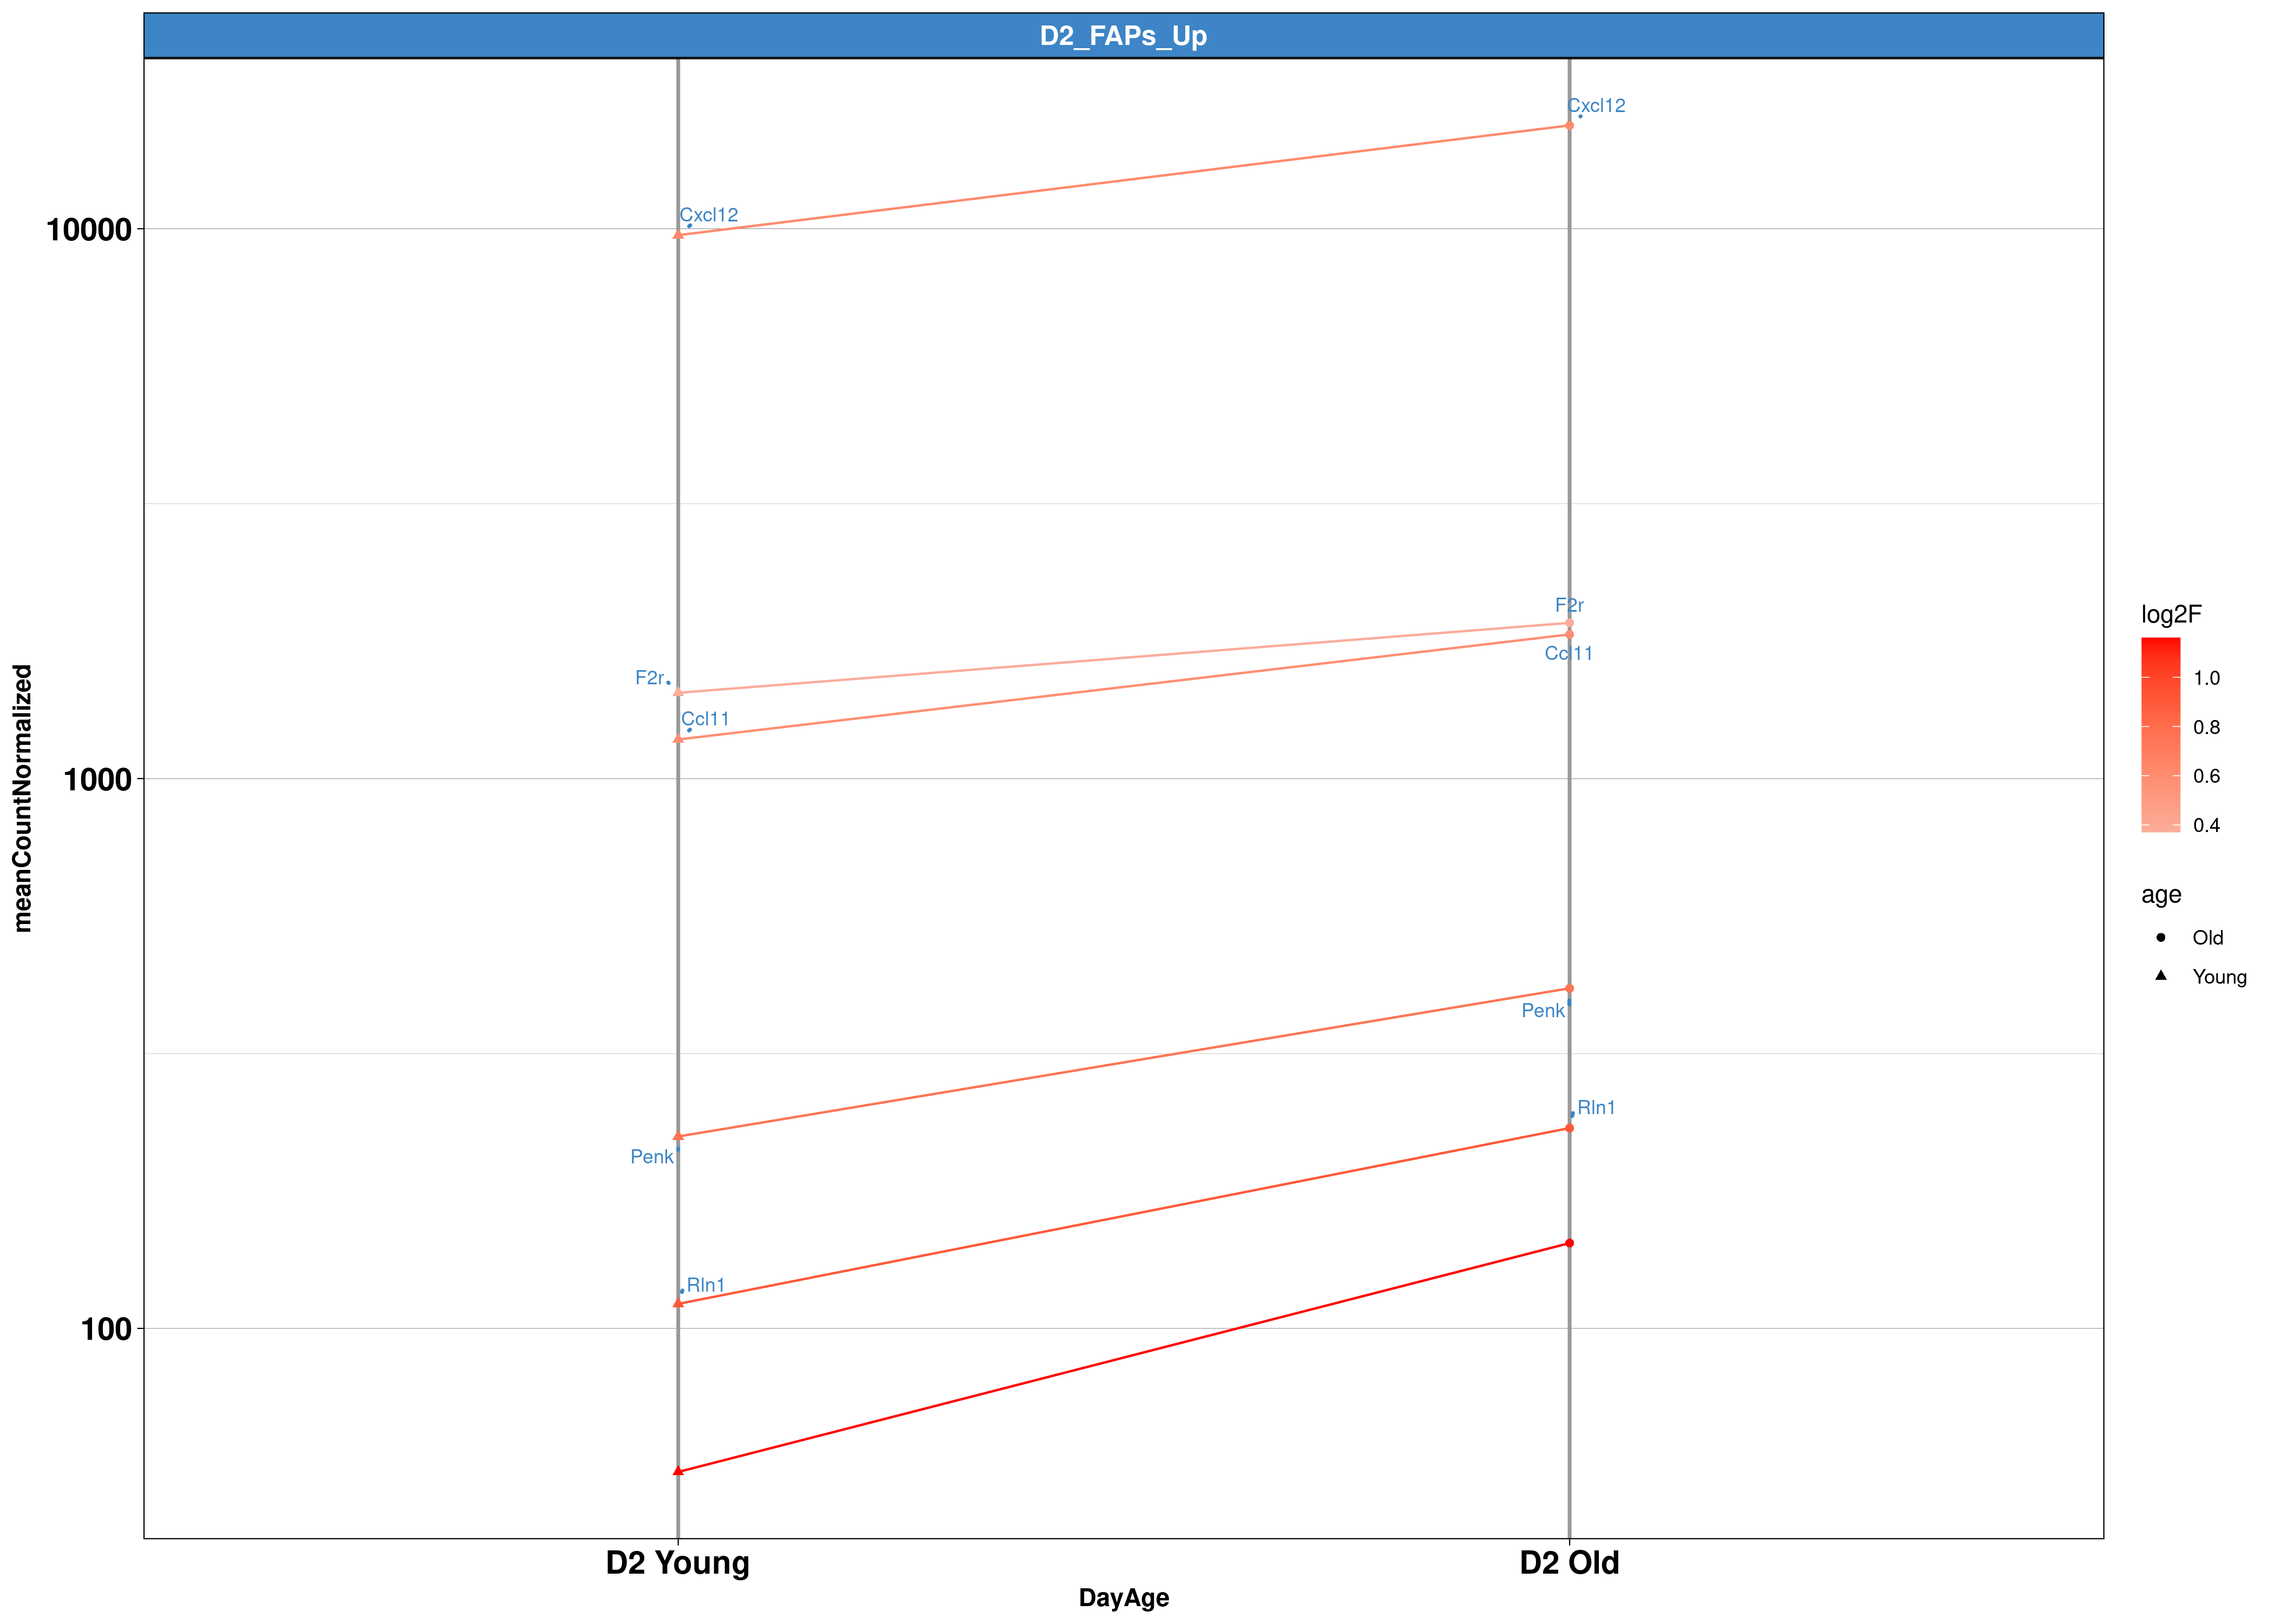 D2_FAPs_Up
Cxcl12
Cxcl12
10000
F2r
F2r
Ccl11
Ccl11
1000
Penk
Penk
Rln1
Rln1
100
meanCountNormalized
D2 Young
D2 Old
DayAge
log2F
1.0
0.8
0.6
0.4
age
Old
Young